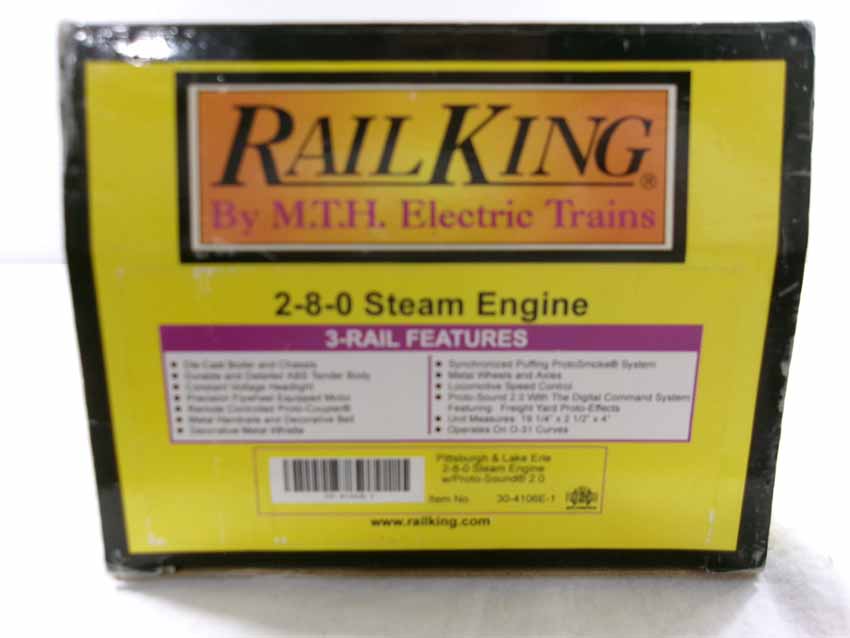 RAILKING®
By M.T.H. Electric Trains
2-8-0 Steam Engine
3-RAIL FEATURES
Die-Cast Boiler and Chassis
Durable and Detailed ABS Tender Body
Constant Voltage Headlight
Precision Flywheel Equipped Motor
Remote Controlled Proto-Coupler®
Metal Handrails and Decorative Bell
Decorative Metal Whistle
Synchronized Puffing ProtoSmoke® System
Metal Wheels and Axles
Locomotive Speed Control
Proto-Sound 2.0 With The Digital Command System
Featuring: Freight Yard Proto-Effects
Unit Measures: 19 1/4" x 2 1/2" x 4"
Operates On O-31 Curves
Pittsburgh & Lake Erie
2-8-0 Steam Engine
w/Proto-Sound® 2.0
Item No. 30-4106E-1
www.railking.com